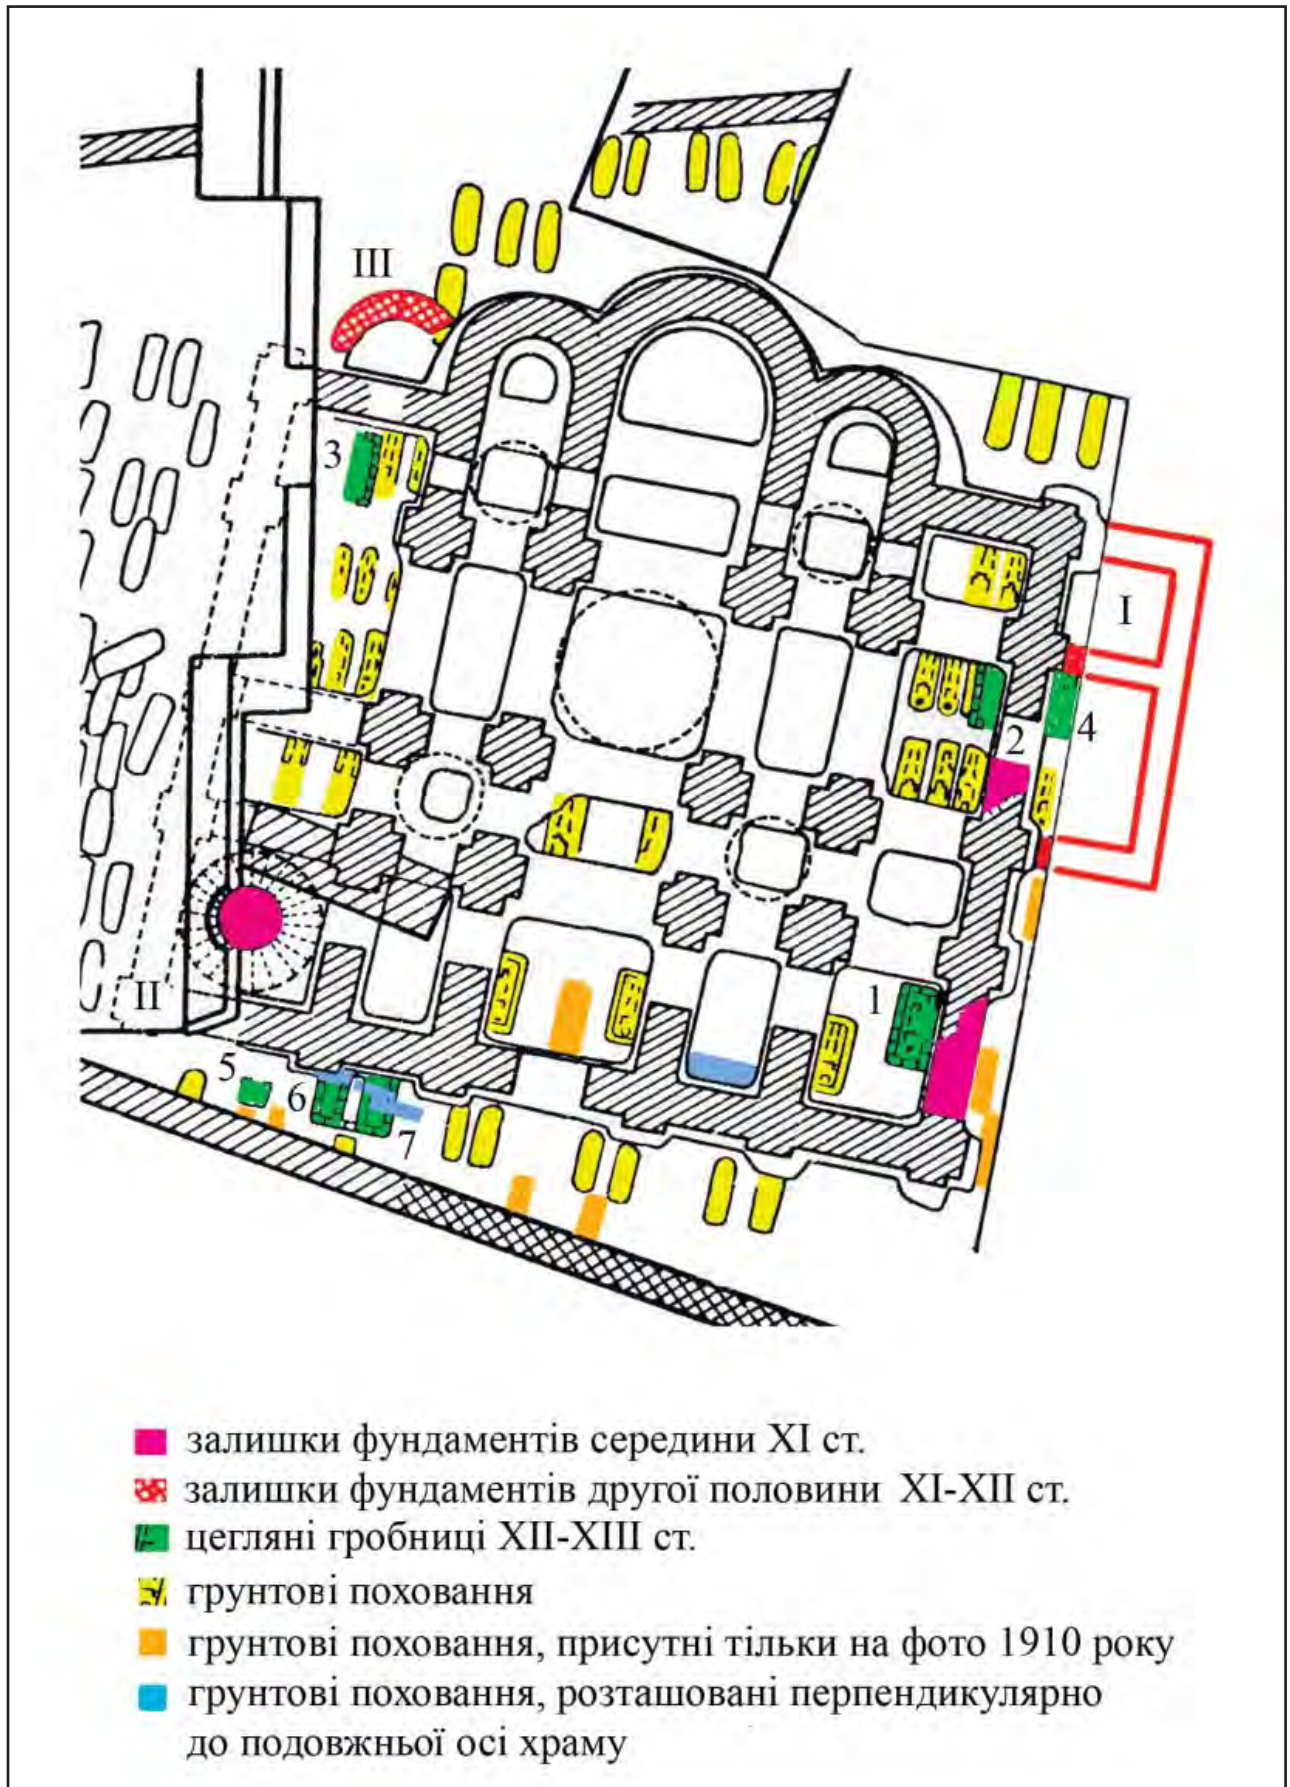 III
3
I
4
2
1
II
5
6
7
залишки фундаментів середини XI ст.
залишки фундаментів другої половини XI-XII ст.
цегляні гробниці XII-XIII ст.
грунтові поховання
грунтові поховання, присутні тільки на фото 1910 року
грунтові поховання, розташовані перпендикулярно
до подовжньої осі храму